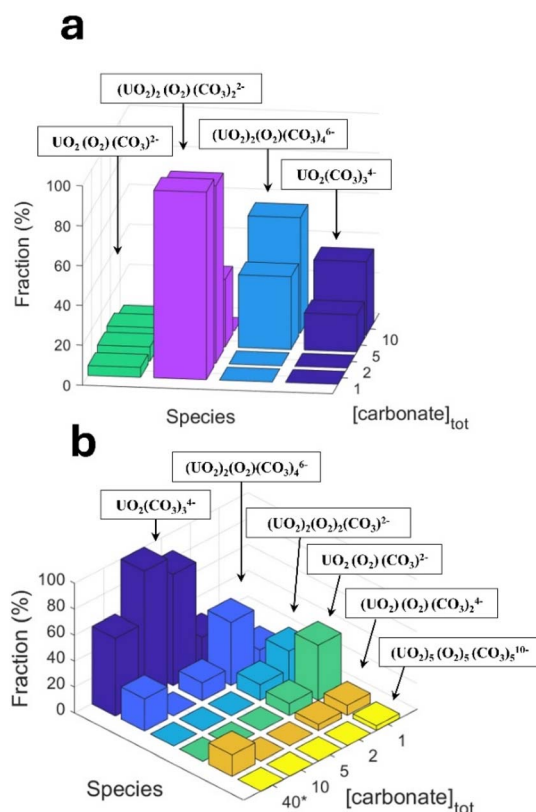 a
(UO₂)₂(O₂)(CO₃)₂²⁻
UO₂(O₂)(CO₃)²⁻
(UO₂)₂(O₂)(CO₃)₄⁶⁻
UO₂(CO₃)₃⁴⁻
Fraction (%)
100
80
60
40
20
0
10
5
2
1
Species
[carbonate]tot
b
(UO₂)₂(O₂)(CO₃)₄⁶⁻
UO₂(CO₃)₃⁴⁻
(UO₂)₂(O₂)₂(CO₃)²⁻
UO₂(O₂)(CO₃)²⁻
(UO₂)(O₂)(CO₃)₂⁴⁻
(UO₂)₅(O₂)₅(CO₃)₅¹⁰⁻
Fraction (%)
100
80
60
40
20
0
1
2
5
10
40*
Species
[carbonate]tot